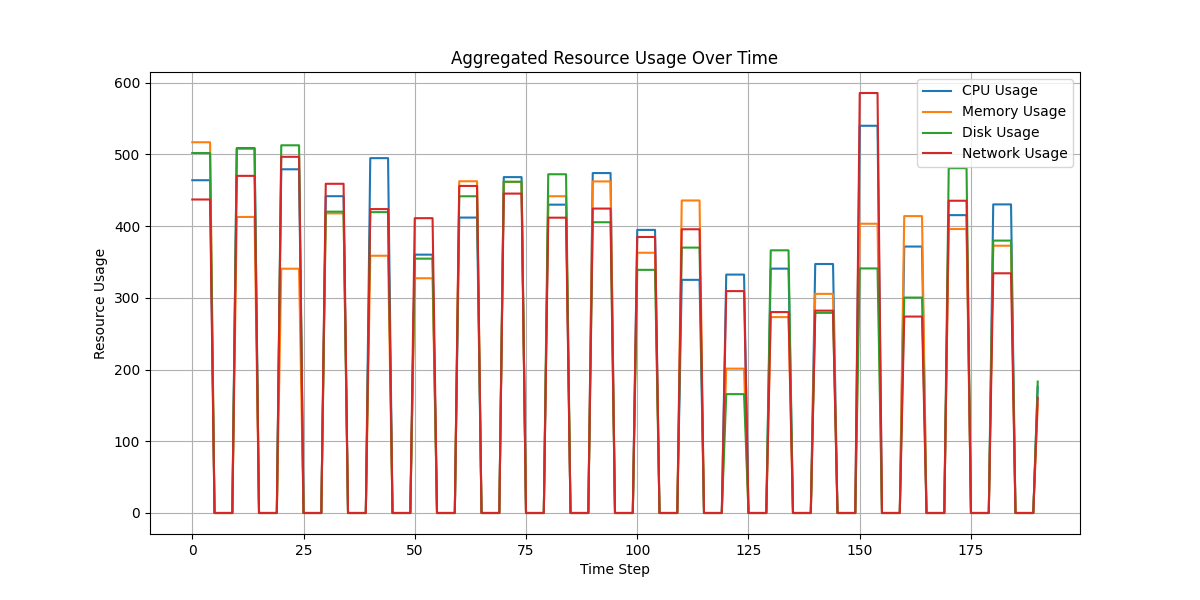 Aggregated Resource Usage Over Time
600
500
400
300
200
100
0
Resource Usage
CPU Usage
Memory Usage
Disk Usage
Network Usage
0 25 50 75 100 125 150 175
Time Step